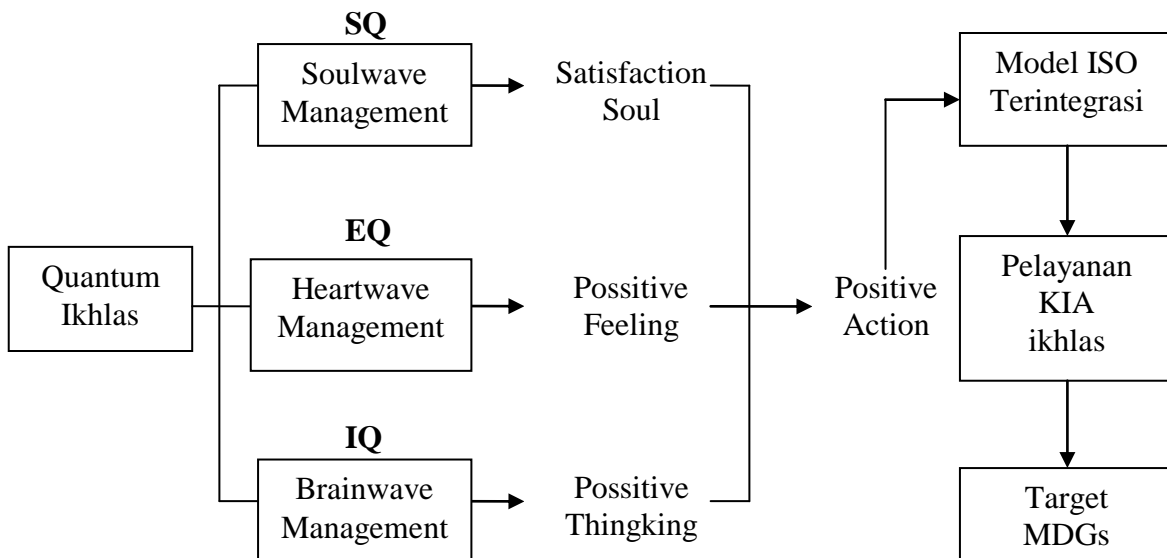 SQ
Soulwave
Management
Satisfaction
Soul
Model ISO
Terintegrasi
EQ
Quantum
Ikhlas
Heartwave
Management
Possitive
Feeling
Positive
Action
Pelayanan
KIA
ikhlas
IQ
Brainwave
Management
Possitive
Thingking
Target
MDGs